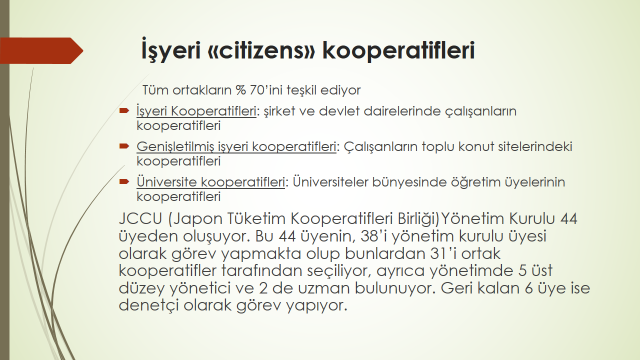 İşyeri «citizens» kooperatifleri
Tüm ortakların % 70’ini teşkil ediyor
İşyeri Kooperatifleri: şirket ve devlet dairelerinde çalışanların
kooperatifleri
Genişletilmiş işyeri kooperatifleri: Çalışanların toplu konut sitelerindeki
kooperatifleri
Üniversite kooperatifleri: Üniversiteler bünyesinde öğretim üyelerinin
kooperatifleri
JCCU (Japon Tüketim Kooperatifleri Birliği)Yönetim Kurulu 44
üyeden oluşuyor. Bu 44 üyenin, 38’i yönetim kurulu üyesi
olarak görev yapmakta olup bunlardan 31’i ortak
kooperatifler tarafından seçiliyor, ayrıca yönetimde 5 üst
düzey yönetici ve 2 de uzman bulunuyor. Geri kalan 6 üye ise
denetçi olarak görev yapıyor.